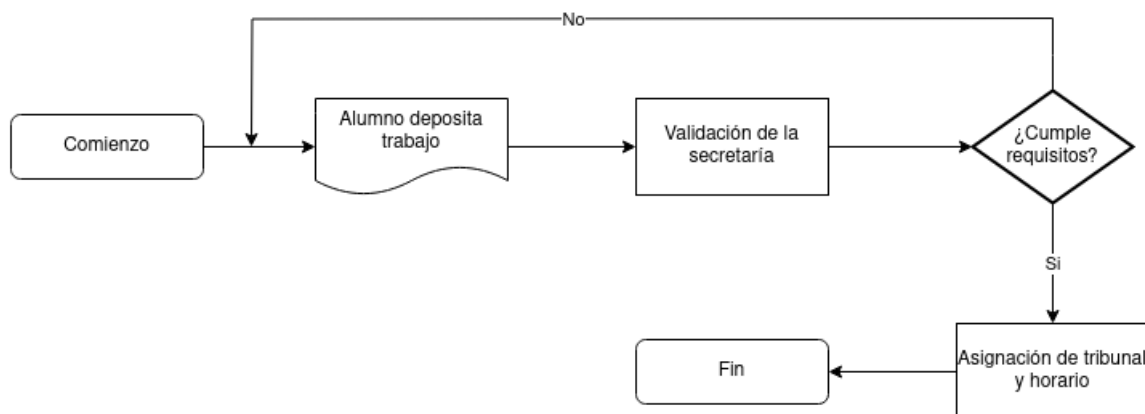 No
Comienzo
Alumno deposita
trabajo
Validación de la
secretaría
¿Cumple
requisitos?
Si
Asignación de tribunal
y horario
Fin